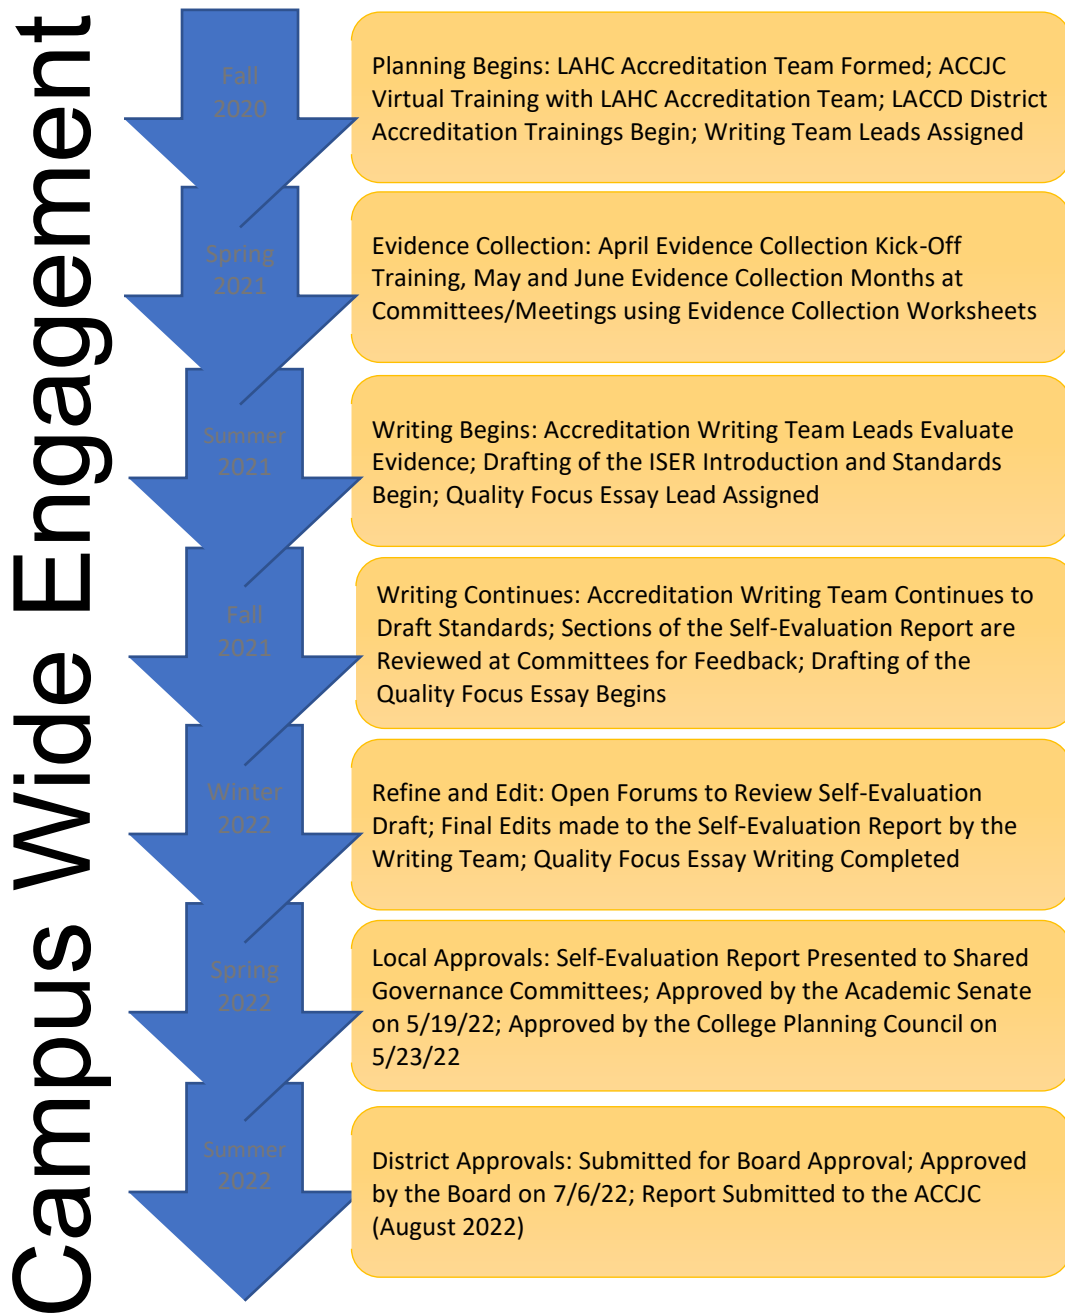 Campus Wide Engagement
Fall
2020
Planning Begins: LAHC Accreditation Team Formed; ACCJC
Virtual Training with LAHC Accreditation Team; LACCD District
Accreditation Trainings Begin; Writing Team Leads Assigned
Spring
2021
Evidence Collection: April Evidence Collection Kick-Off
Training, May and June Evidence Collection Months at
Committees/Meetings using Evidence Collection Worksheets
Summer
2021
Writing Begins: Accreditation Writing Team Leads Evaluate
Evidence; Drafting of the ISER Introduction and Standards
Begin; Quality Focus Essay Lead Assigned
Fall
2021
Writing Continues: Accreditation Writing Team Continues to
Draft Standards; Sections of the Self-Evaluation Report are
Reviewed at Committees for Feedback; Drafting of the
Quality Focus Essay Begins
Winter
2022
Refine and Edit: Open Forums to Review Self-Evaluation
Draft; Final Edits made to the Self-Evaluation Report by the
Writing Team; Quality Focus Essay Writing Completed
Spring
2022
Local Approvals: Self-Evaluation Report Presented to Shared
Governance Committees; Approved by the Academic Senate
on 5/19/22; Approved by the College Planning Council on
5/23/22
Summer
2022
District Approvals: Submitted for Board Approval; Approved
by the Board on 7/6/22; Report Submitted to the ACCJC
(August 2022)